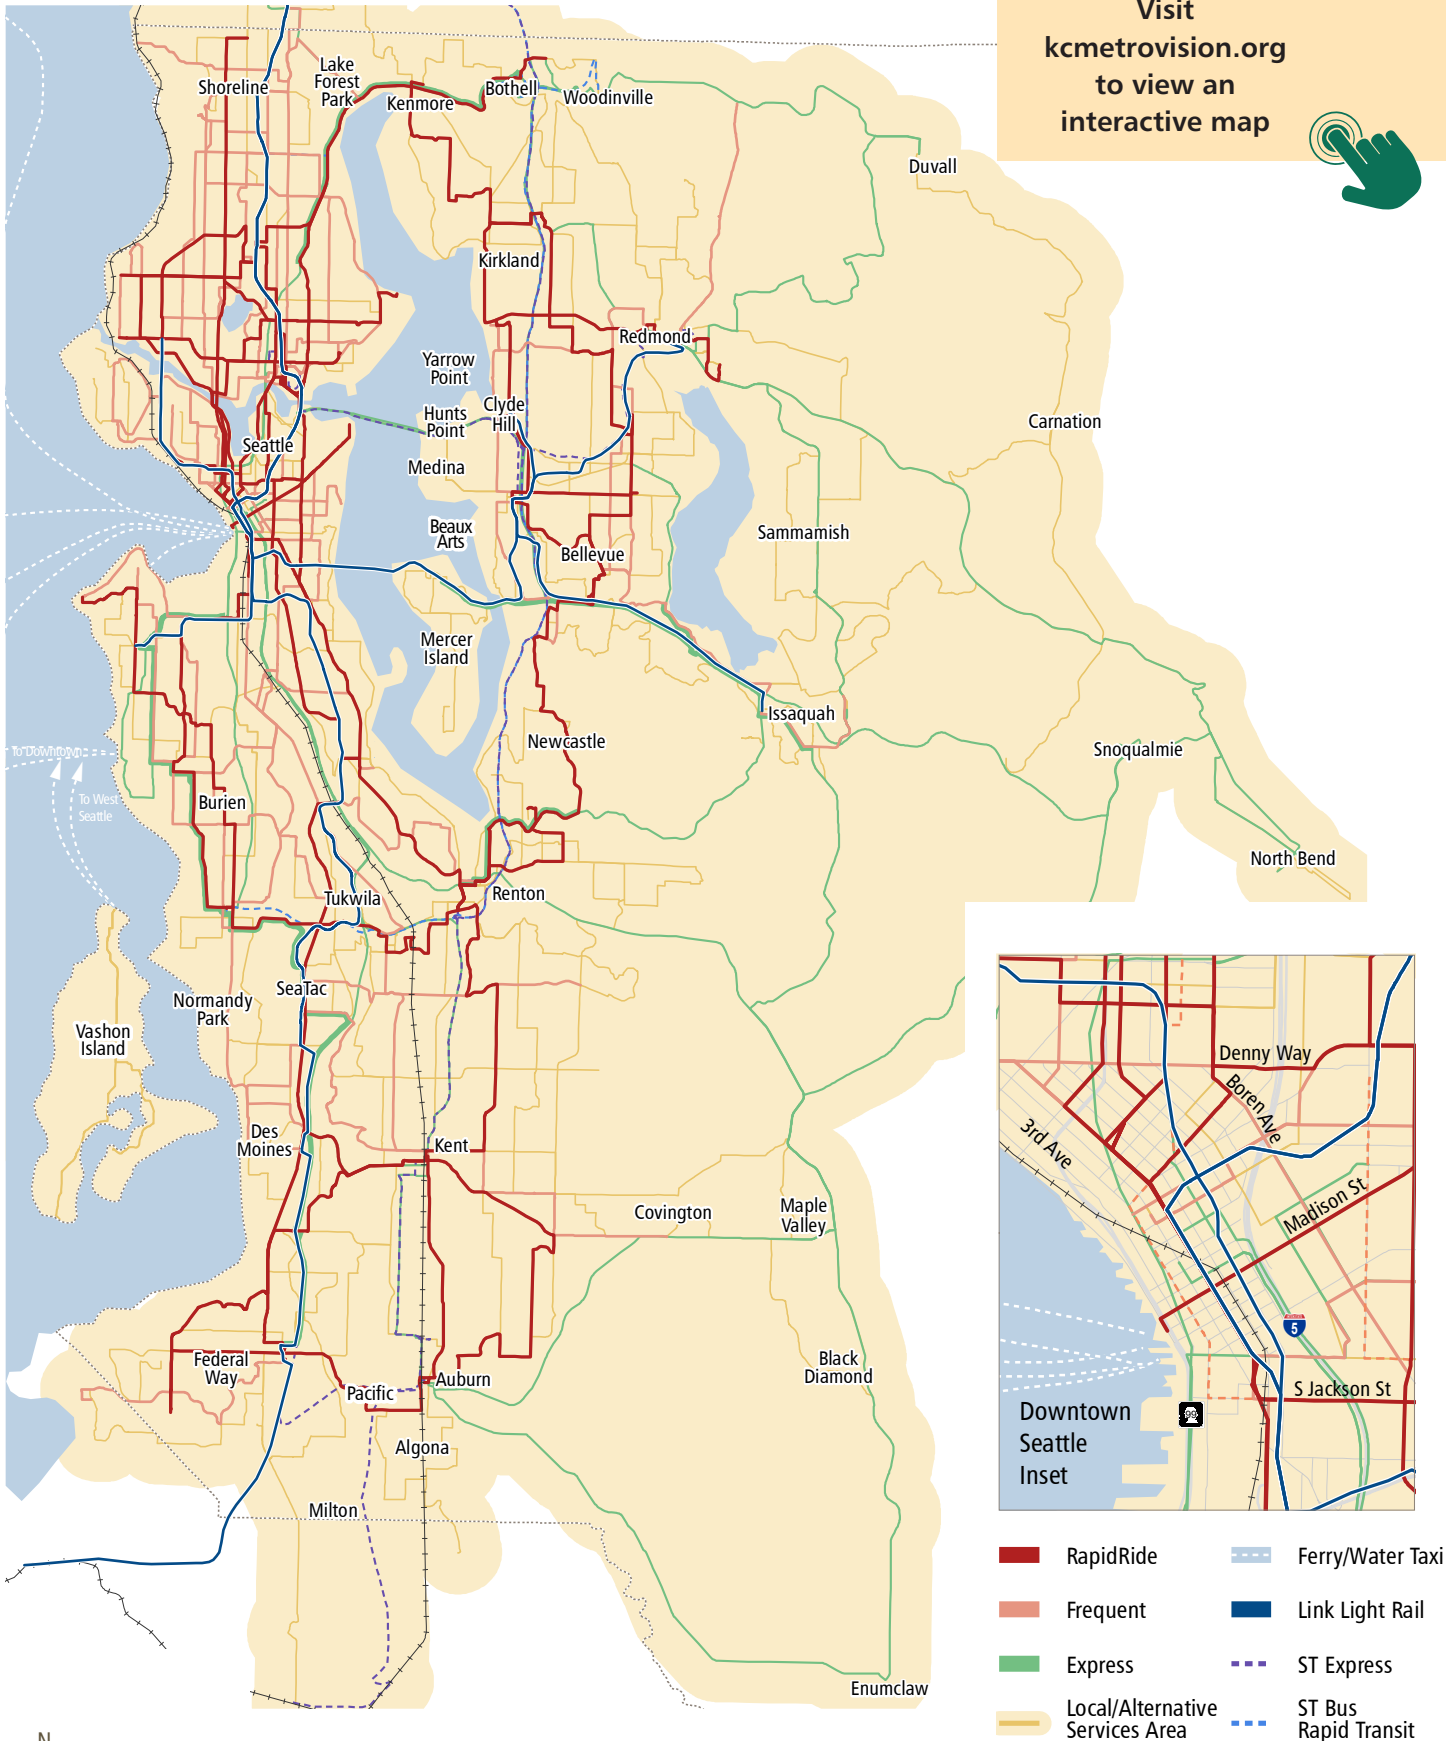 Visit
kcmetrovision.org
to view an
interactive map
Shoreline
Lake
Forest
Park
Kenmore
Bothell
Woodinville
Duvall
Kirkland
Redmond
Yarrow
Point
Hunts
Point
Clyde
Hill
Carnation
Seattle
Medina
Beaux
Arts
Sammamish
Bellevue
Mercer
Island
Issaquah
Newcastle
Snoqualmie
To Downtown
To West
Seattle
Burien
North Bend
Tukwila
Renton
SeaTac
Normandy
Park
Vashon
Island
Des
Moines
Kent
Covington
Maple
Valley
Federal
Way
Pacific
Auburn
Black
Diamond
Algona
Milton
Enumclaw
Denny Way
Boren Ave
3rd Ave
Madison St
5
S Jackson St
99
Downtown
Seattle
Inset
RapidRide
Frequent
Express
Local/Alternative
Services Area
Ferry/Water Taxi
Link Light Rail
ST Express
ST Bus
Rapid Transit
N